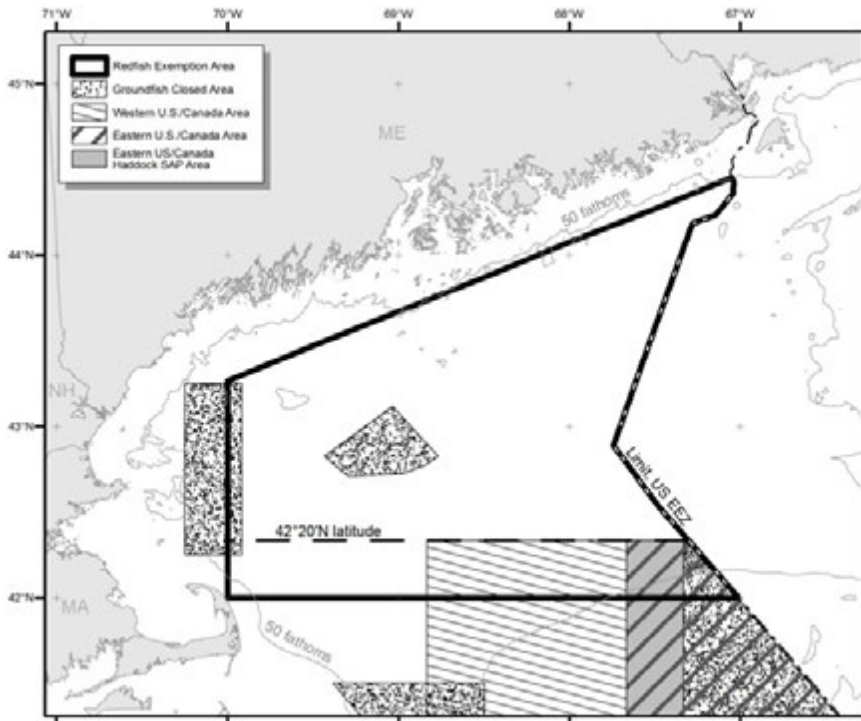 71°W 70°W 69°W 68°W 67°W
Redfish Exemption Area
Groundfish Closed Area
Western U.S./Canada Area
Eastern U.S./Canada Area
Eastern US/Canada
Haddock SAP Area
45°N
ME
50 fathoms
44°N
NH
43°N
Limit, US EEZ
42°20'N latitude
42°N
MA
50 fathoms